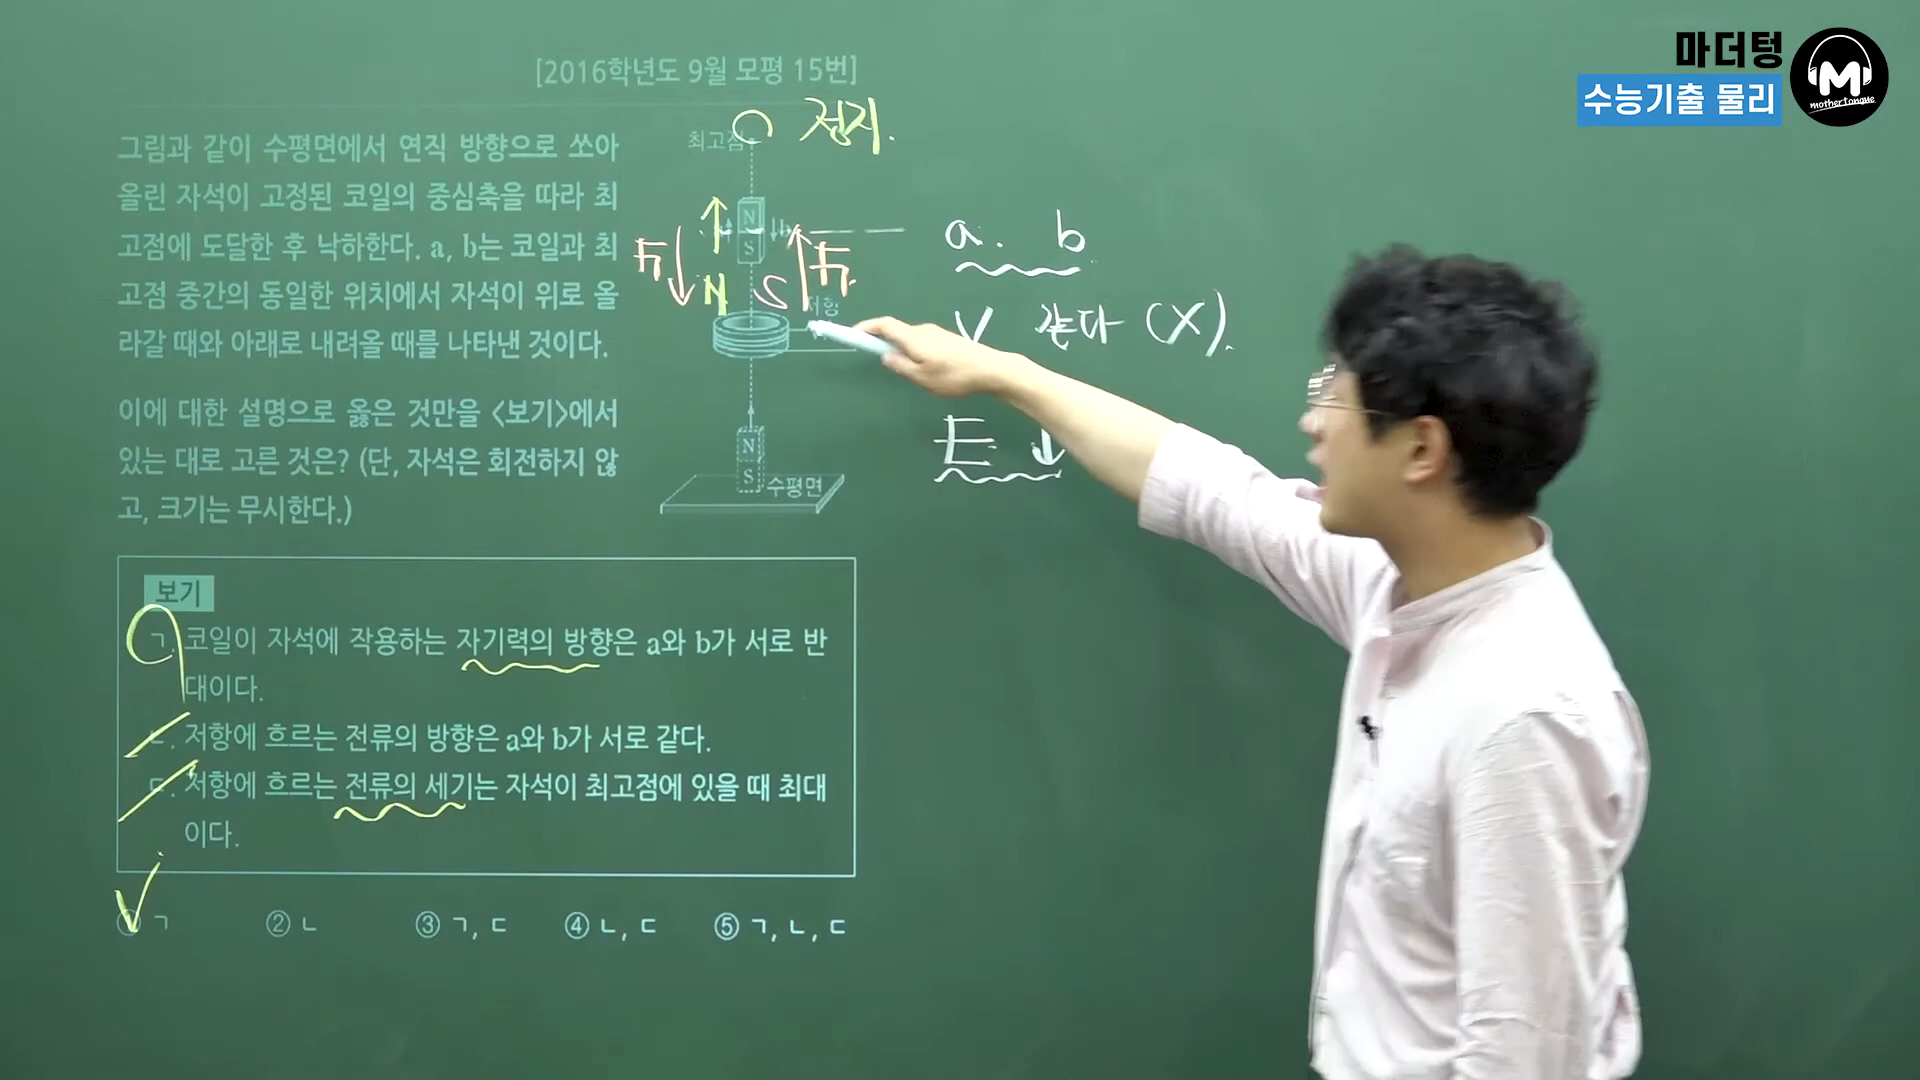 마더텅
수능기출 물리
M
mothertongue
[2016학년도 9월 모평 15번]
그림과 같이 수평면에서 연직 방향으로 쏘아
올린 자석이 고정된 코일의 중심축을 따라 최
고점에 도달한 후 낙하한다. a, b는 코일과 최
고점 중간의 동일한 위치에서 자석이 위로 올
라갈 때와 아래로 내려올 때를 나타낸 것이다.
이에 대한 설명으로 옳은 것만을 <보기>에서
있는 대로 고른 것은? (단, 자석은 회전하지 않
고, 크기는 무시한다.)
최고점
정지.
N
S
F
F
N
S
저항
N
S
수평면
a. b
V 같다 (X).
E ↓
보기
ㄱ. 코일이 자석에 작용하는 자기력의 방향은 a와 b가 서로 반
대이다.
ㄴ. 저항에 흐르는 전류의 방향은 a와 b가 서로 같다.
ㄷ. 저항에 흐르는 전류의 세기는 자석이 최고점에 있을 때 최대
이다.
① ㄱ ② ㄴ ③ ㄱ, ㄷ ④ ㄴ, ㄷ ⑤ ㄱ, ㄴ, ㄷ